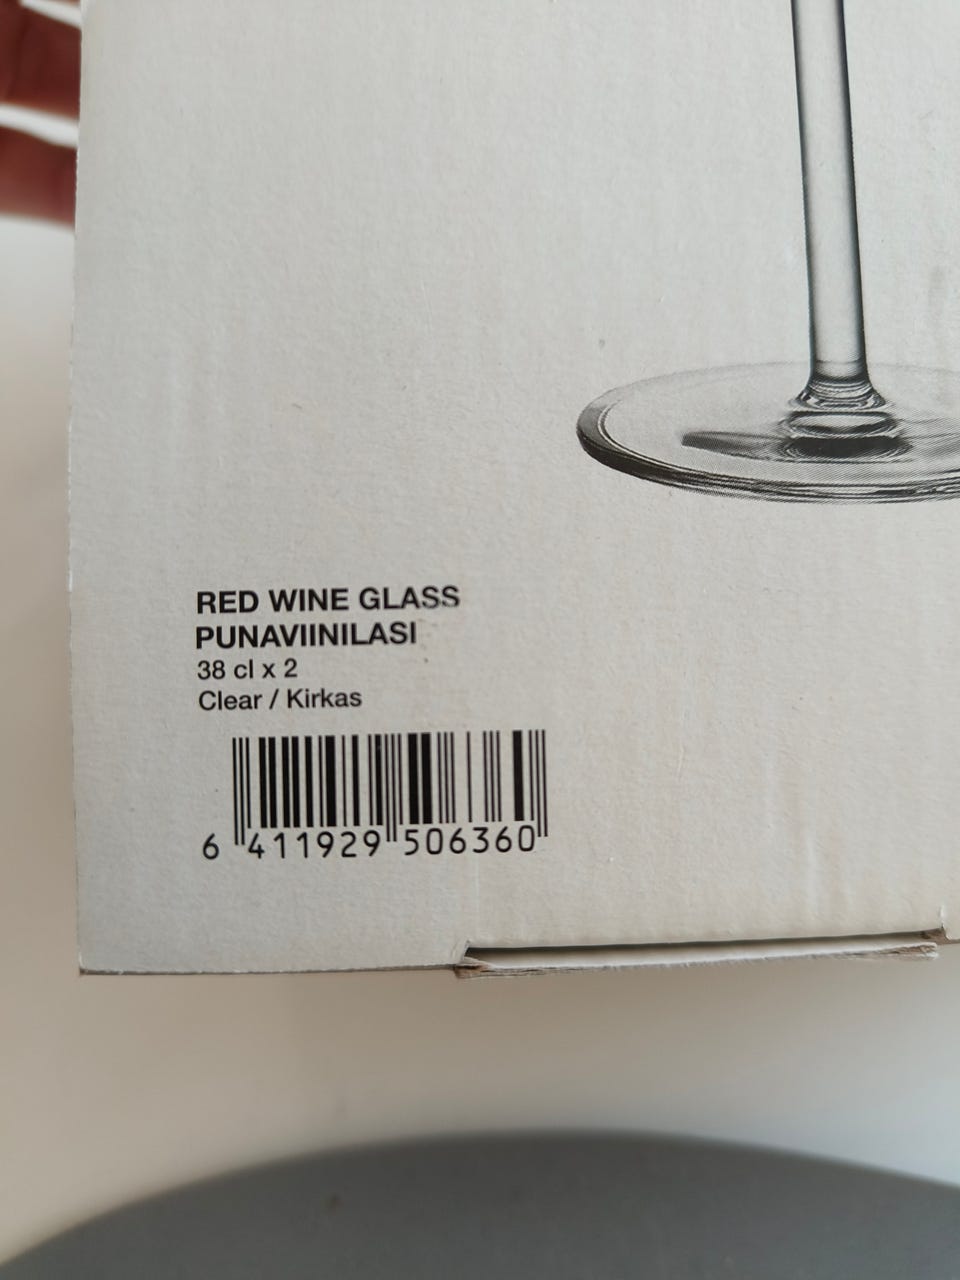 RED WINE GLASS
PUNAVIINILASI
38 cl x 2
Clear / Kirkas
6 411929 506360